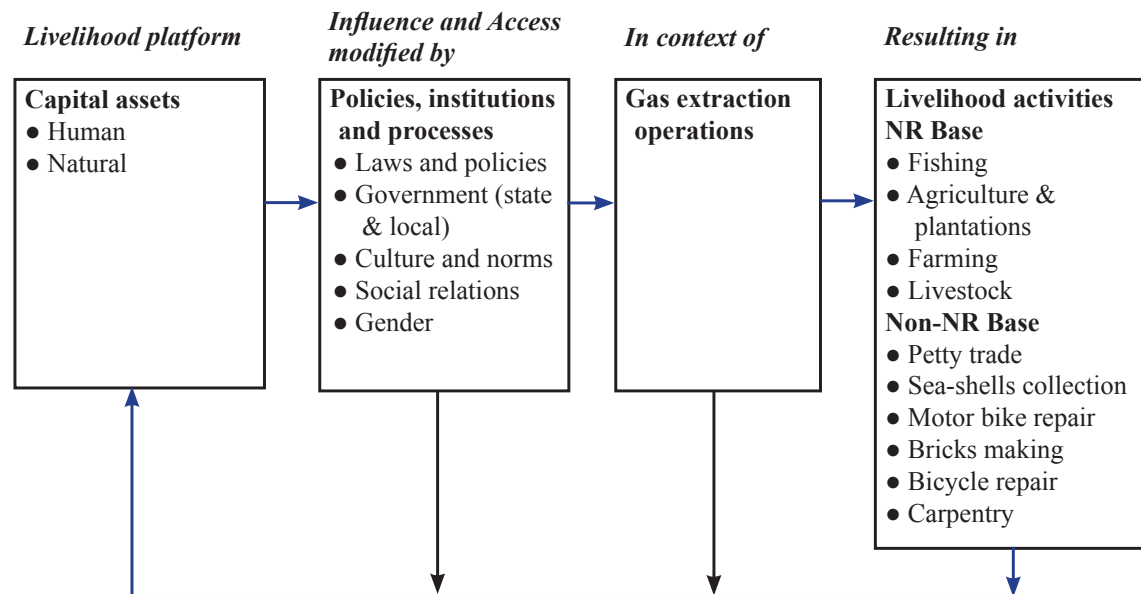 Livelihood platform
Influence and Access
modified by
In context of
Resulting in
Capital assets
● Human
● Natural
Policies, institutions
and processes
● Laws and policies
● Government (state
& local)
● Culture and norms
● Social relations
● Gender
Gas extraction
operations
Livelihood activities
NR Base
● Fishing
● Agriculture &
plantations
● Farming
● Livestock
Non-NR Base
● Petty trade
● Sea-shells collection
● Motor bike repair
● Bricks making
● Bicycle repair
● Carpentry